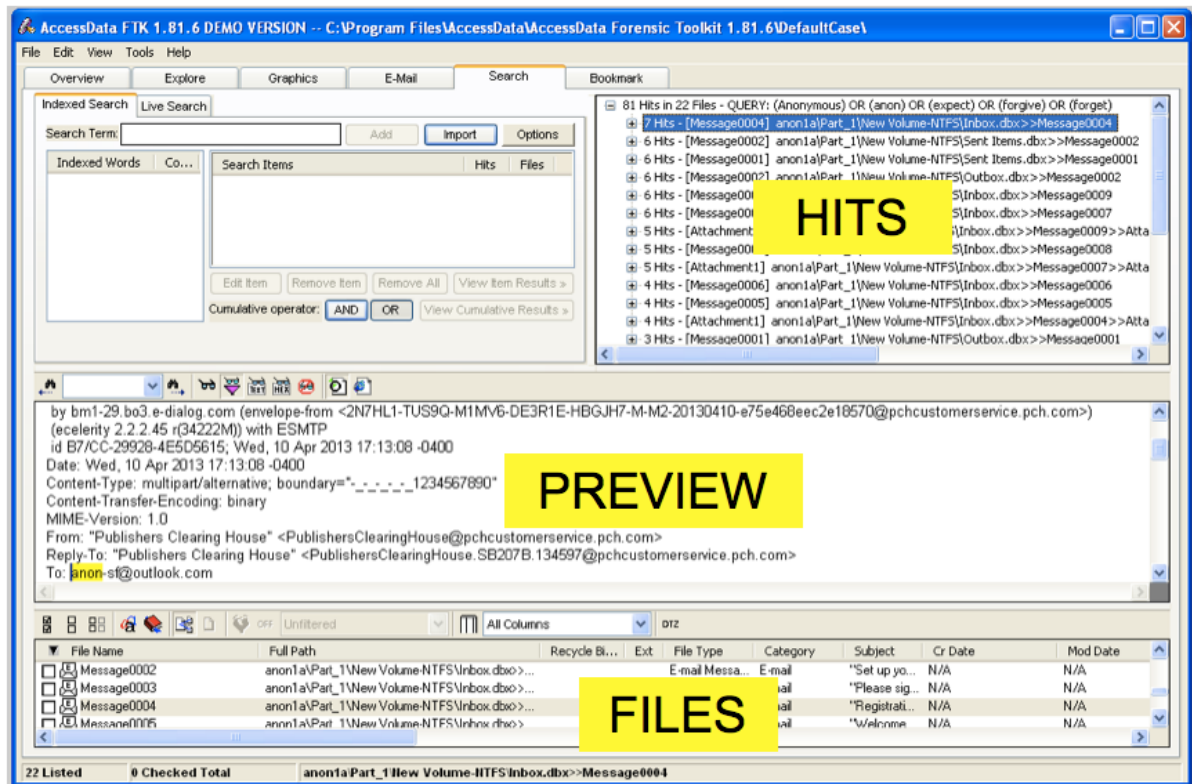 AccessData FTK 1.81.6 DEMO VERSION -- C:\Program Files\AccessData\AccessData Forensic Toolkit 1.81.6\DefaultCase\
File Edit View Tools Help
Overview Explore Graphics E-Mail Search Bookmark
Indexed Search Live Search
Search Term: Add Import Options
Indexed Words Co... Search Items Hits Files
Edit Item Remove Item Remove All View Item Results »
Cumulative operator: AND OR View Cumulative Results »
81 Hits in 22 Files - QUERY: (Anonymous) OR (anon) OR (expect) OR (forgive) OR (forget)
7 Hits - [Message0004] anon1a\Part_1\New Volume-NTFS\Inbox.dbx>>Message0004
6 Hits - [Message0002] anon1a\Part_1\New Volume-NTFS\Sent Items.dbx>>Message0002
6 Hits - [Message0001] anon1a\Part_1\New Volume-NTFS\Sent Items.dbx>>Message0001
6 Hits - [Message0002] anon1a\Part_1\New Volume-NTFS\Outbox.dbx>>Message0002
6 Hits - [Message00 S\Inbox.dbx>>Message0009
6 Hits - [Message00 S\Inbox.dbx>>Message0007
5 Hits - [Attachment S\Inbox.dbx>>Message0009>>Atta
5 Hits - [Message00 S\Inbox.dbx>>Message0008
5 Hits - [Attachment1] anon1a\Part_1\New Volume-NTFS\Inbox.dbx>>Message0007>>Atta
4 Hits - [Message0006] anon1a\Part_1\New Volume-NTFS\Inbox.dbx>>Message0006
4 Hits - [Message0005] anon1a\Part_1\New Volume-NTFS\Inbox.dbx>>Message0005
4 Hits - [Attachment1] anon1a\Part_1\New Volume-NTFS\Inbox.dbx>>Message0004>>Atta
3 Hits - [Message0001] anon1a\Part_1\New Volume-NTFS\Outbox.dbx>>Message0001
HITS
by bm1-29.bo3.e-dialog.com (envelope-from <2N7HL1-TUS9Q-M1MV6-DE3R1E-HBGJH7-M-M2-20130410-e75e468eec2e18570@pchcustomerservice.pch.com>)
(ecelerity 2.2.2.45 r(34222M)) with ESMTP
id B7/CC-29928-4E5D5615; Wed, 10 Apr 2013 17:13:08 -0400
Date: Wed, 10 Apr 2013 17:13:08 -0400
Content-Type: multipart/alternative; boundary="-_-_-_-_-_1234567890"
Content-Transfer-Encoding: binary
MIME-Version: 1.0
From: "Publishers Clearing House" <PublishersClearingHouse@pchcustomerservice.pch.com>
Reply-To: "Publishers Clearing House" <PublishersClearingHouse.SB207B.134597@pchcustomerservice.pch.com>
To: anon-sf@outlook.com
PREVIEW
OFF Unfiltered All Columns DTZ
File Name Full Path Recycle Bi... Ext File Type Category Subject Cr Date Mod Date
Message0002 anon1a\Part_1\New Volume-NTFS\Inbox.dbx>>... E-mail Messa... E-mail "Set up yo... N/A N/A
Message0003 anon1a\Part_1\New Volume-NTFS\Inbox.dbx>>... ail "Please sig... N/A N/A
Message0004 anon1a\Part_1\New Volume-NTFS\Inbox.dbx>>... ail "Registrati... N/A N/A
Message0005 anon1a\Part_1\New Volume-NTFS\Inbox.dbx>> ail "Welcome N/A N/A
FILES
22 Listed 0 Checked Total anon1a\Part_1\New Volume-NTFS\Inbox.dbx>>Message0004